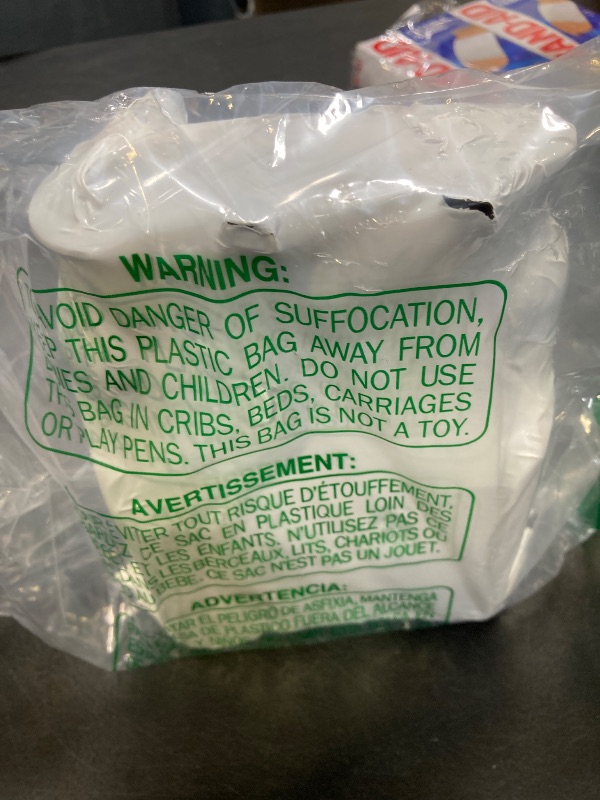 BAND-AID
WARNING:
AVOID DANGER OF SUFFOCATION,
THIS PLASTIC BAG AWAY FROM
AND CHILDREN. DO NOT USE
BAG IN CRIBS, BEDS, CARRIAGES
OR PLAY PENS. THIS BAG IS NOT A TOY.
AVERTISSEMENT:
TOUT RISQUE D'ÉTOUFFEMENT,
CE SAC EN PLASTIQUE LOIN DES
ET LES ENFANTS. N'UTILISEZ PAS CE
LES BERCEAUX, LITS, CHARIOTS OU
BEBE. CE SAC N'EST PAS UN JOUET.
ADVERTENCIA:
EL PELIGRO DE ASFIXIA, MANTENGA
DE PLASTICO FUERA DEL ALCANCE